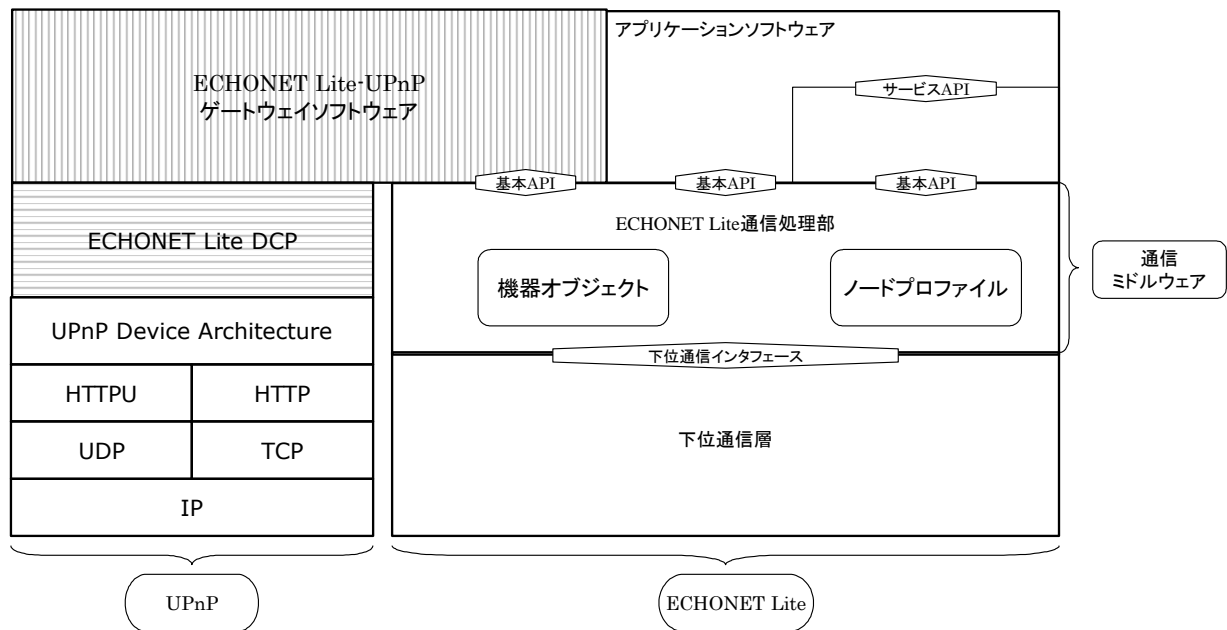 アプリケーションソフトウェア
ECHONET Lite-UPnP
ゲートウェイソフトウェア
サービスAPI
基本API
基本API
基本API
ECHONET Lite DCP
ECHONET Lite通信処理部
機器オブジェクト
ノードプロファイル
通信
ミドルウェア
UPnP Device Architecture
下位通信インタフェース
HTTPU
HTTP
UDP
TCP
下位通信層
IP
UPnP
ECHONET Lite